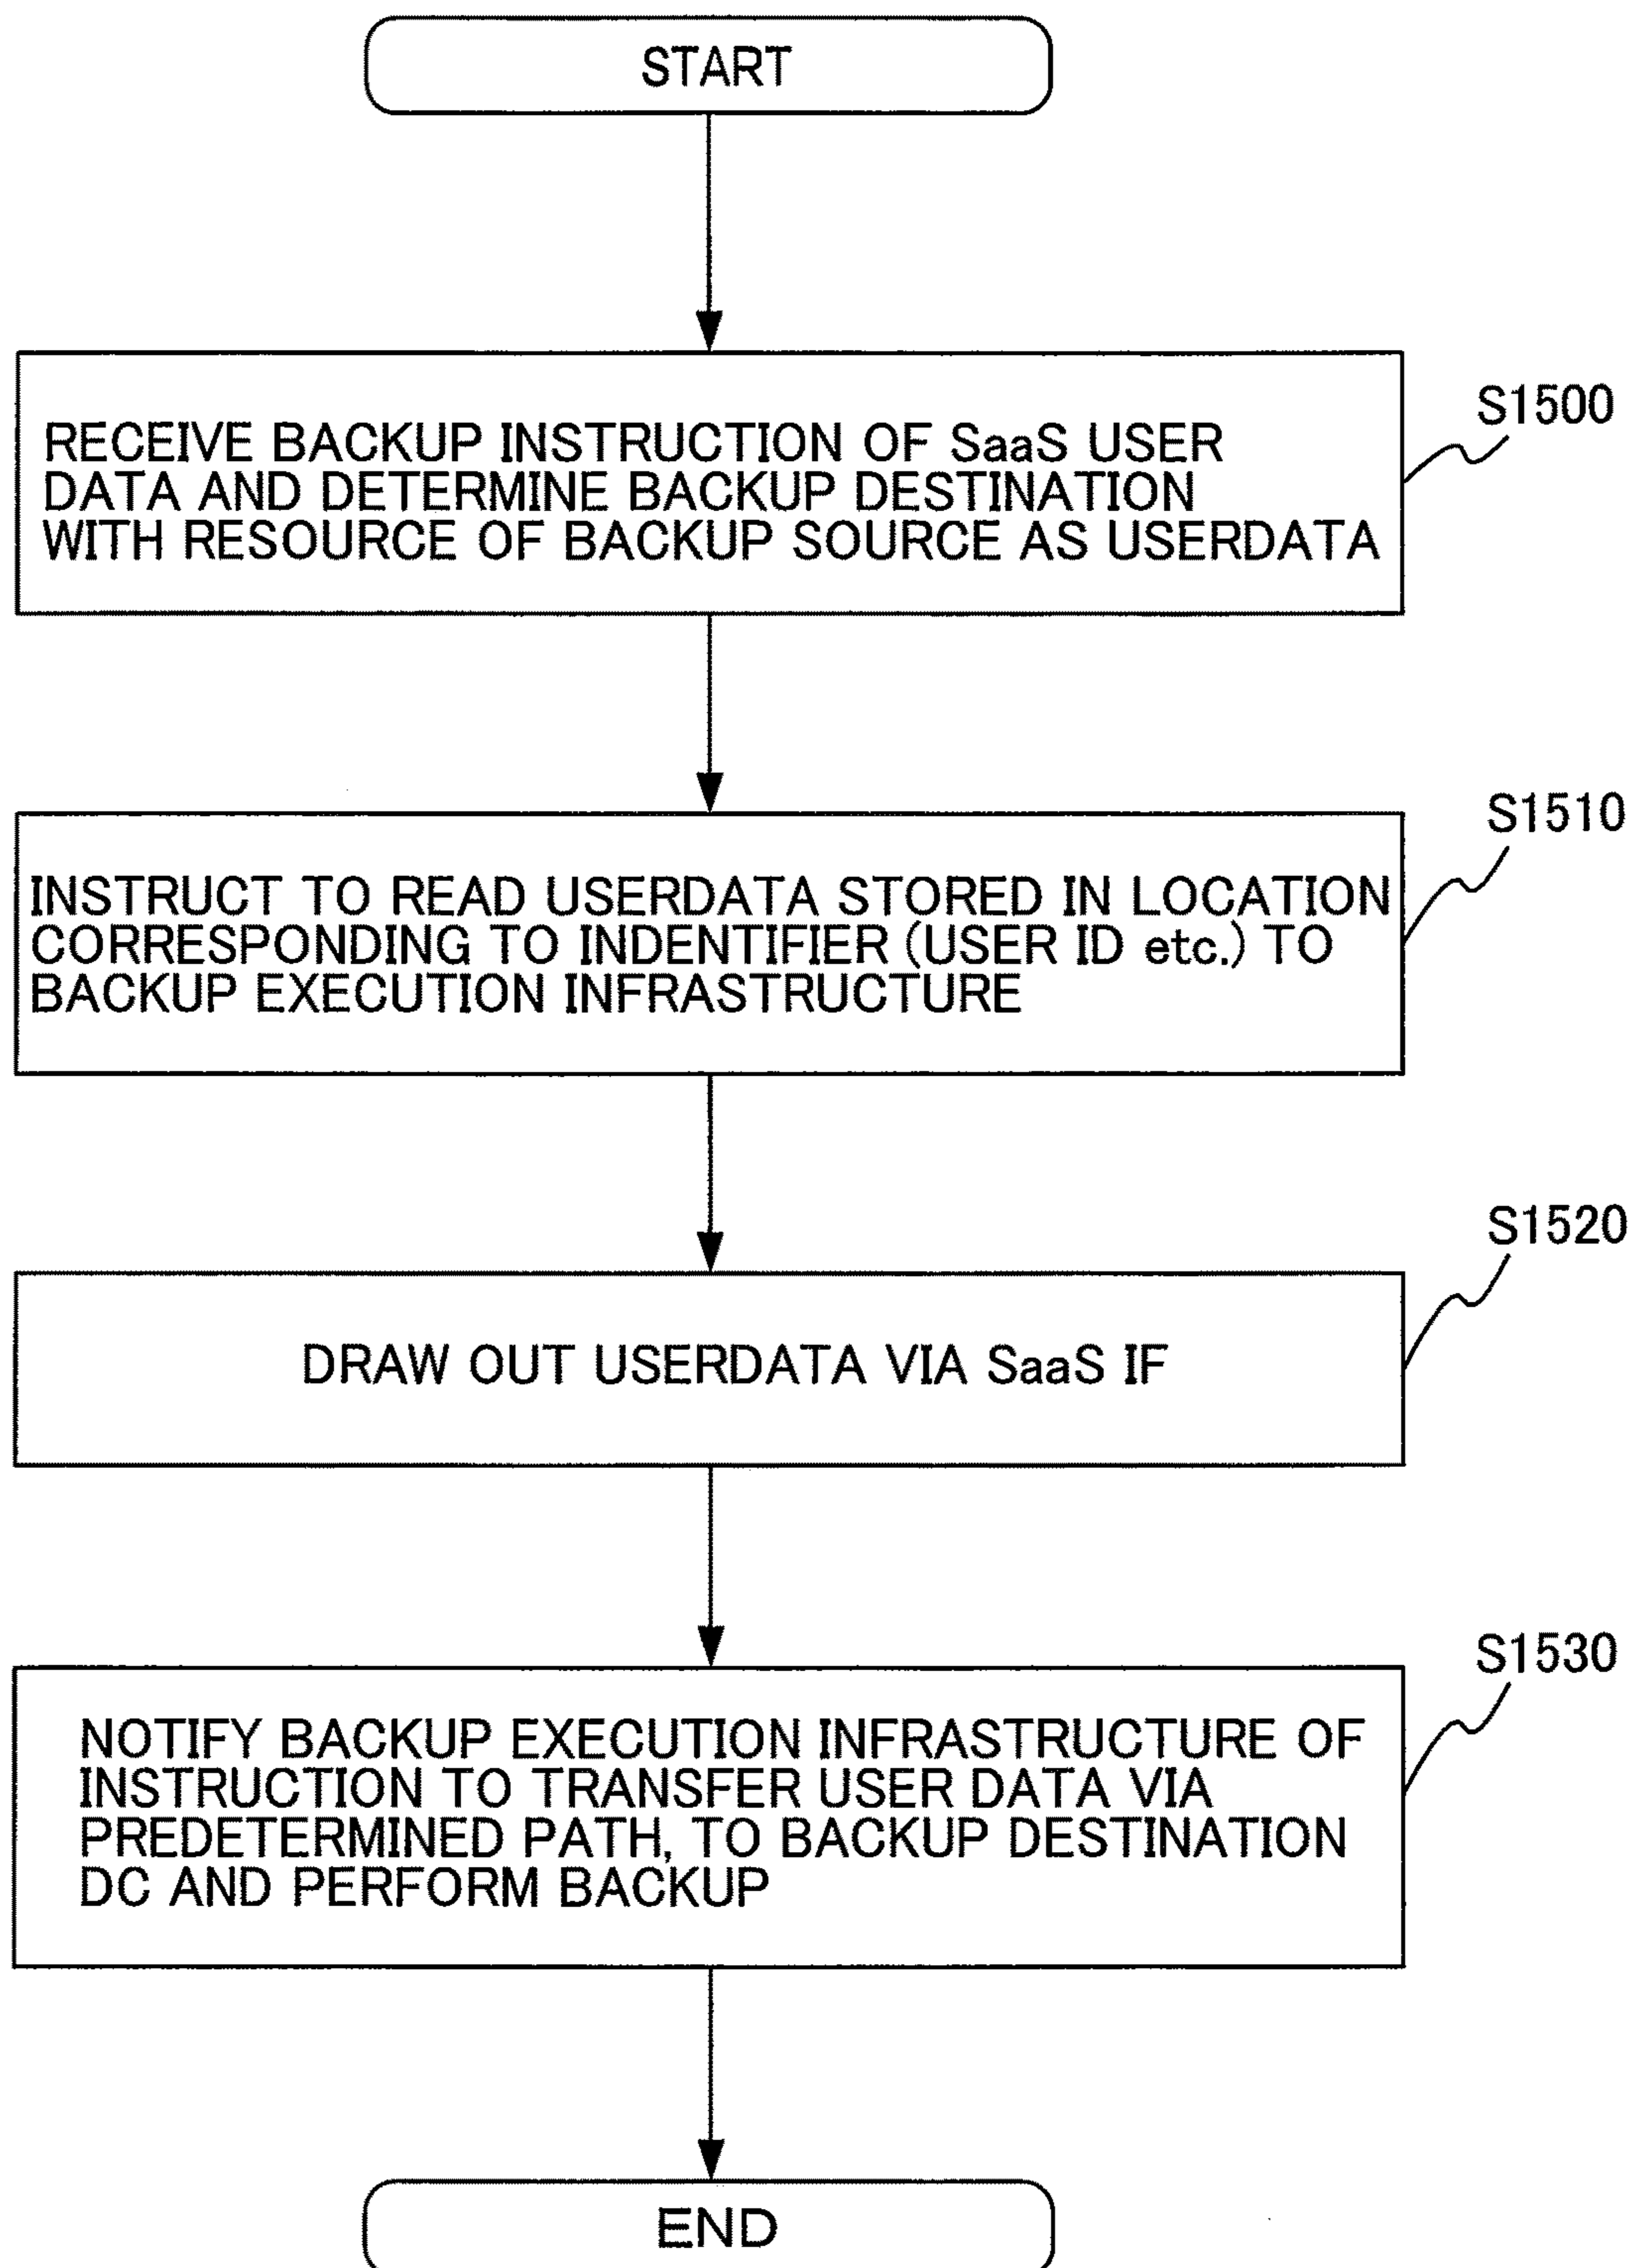 START
S1500
RECEIVE BACKUP INSTRUCTION OF SaaS USER
DATA AND DETERMINE BACKUP DESTINATION
WITH RESOURCE OF BACKUP SOURCE AS USERDATA
S1510
INSTRUCT TO READ USERDATA STORED IN LOCATION
CORRESPONDING TO INDENTIFIER (USER ID etc.) TO
BACKUP EXECUTION INFRASTRUCTURE
S1520
DRAW OUT USERDATA VIA SaaS IF
S1530
NOTIFY BACKUP EXECUTION INFRASTRUCTURE OF
INSTRUCTION TO TRANSFER USER DATA VIA
PREDETERMINED PATH, TO BACKUP DESTINATION
DC AND PERFORM BACKUP
END